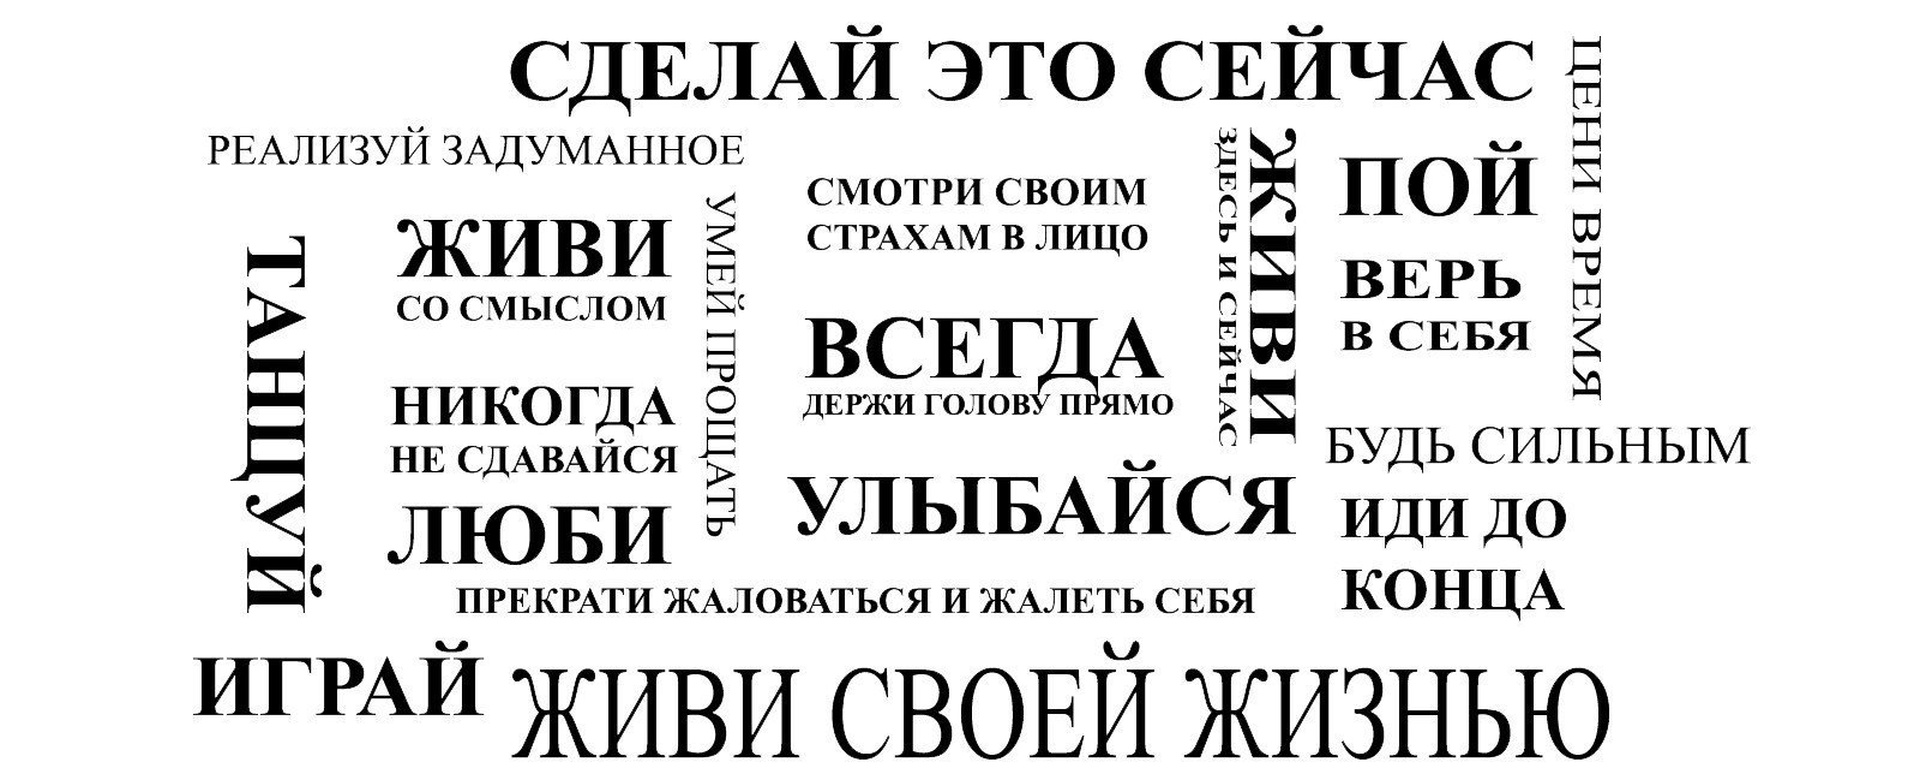 СДЕЛАЙ ЭТО СЕЙЧАС
ЦЕНИ ВРЕМЯ
РЕАЛИЗУЙ ЗАДУМАННОЕ
ТАНЦУЙ
ЖИВИ
СО СМЫСЛОМ
НИКОГДА
НЕ СДАВАЙСЯ
ЛЮБИ
УМЕЙ ПРОЩАТЬ
СМОТРИ СВОИМ
СТРАХАМ В ЛИЦО
ВСЕГДА
ДЕРЖИ ГОЛОВУ ПРЯМО
УЛЫБАЙСЯ
ЖИВИ
ЗДЕСЬ И СЕЙЧАС
ПОЙ
ВЕРЬ
В СЕБЯ
БУДЬ СИЛЬНЫМ
ИДИ ДО
КОНЦА
ПРЕКРАТИ ЖАЛОВАТЬСЯ И ЖАЛЕТЬ СЕБЯ
ИГРАЙ
ЖИВИ СВОЕЙ ЖИЗНЬЮ